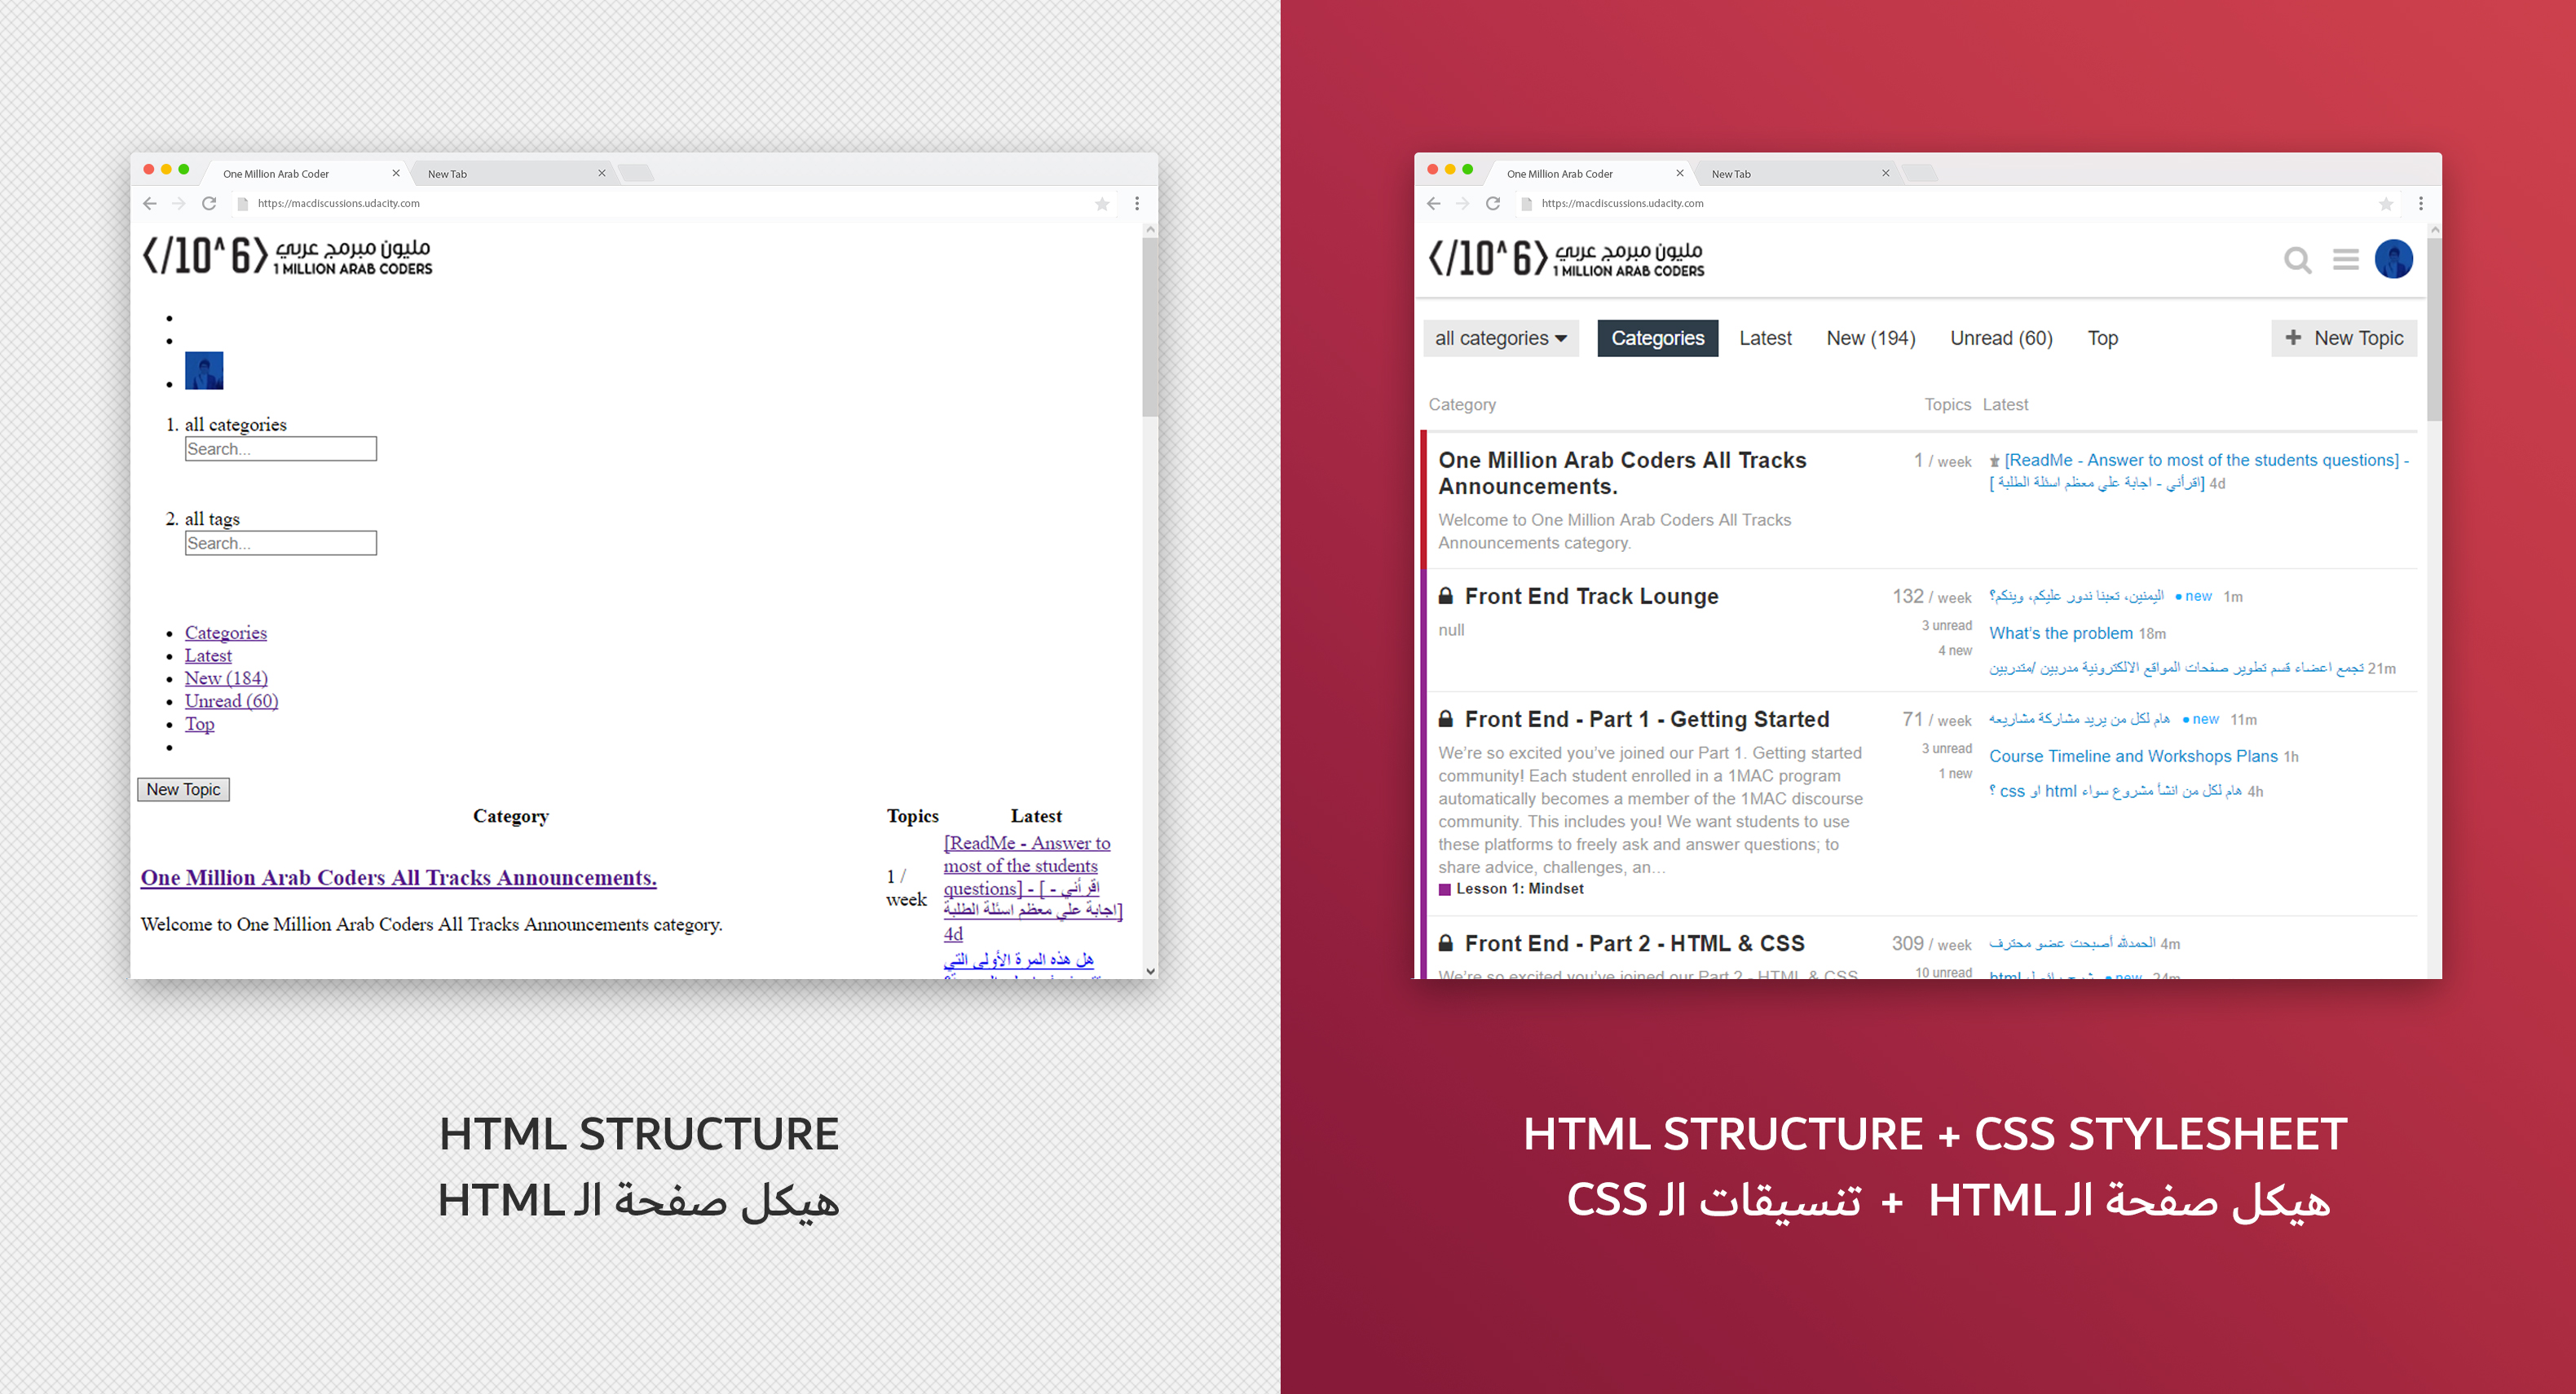 One Million Arab Coder
New Tab
https://macdiscussions.udacity.com
</10^6> مليون مبرمج عربي
1 MILLION ARAB CODERS
1. all categories
Search...
2. all tags
Search...
Categories
Latest
New (184)
Unread (60)
Top
New Topic
Category Topics Latest
One Million Arab Coders All Tracks Announcements.
Welcome to One Million Arab Coders All Tracks Announcements category.
1 /
week
[ReadMe - Answer to
most of the students
questions] - [ اقرأني -
اجابة علي معظم اسئلة الطلبة]
4d
هل هذه المرة الأولى التي
HTML STRUCTURE
هيكل صفحة الـ HTML
One Million Arab Coder
New Tab
https://macdiscussions.udacity.com
</10^6> مليون مبرمج عربي
1 MILLION ARAB CODERS
all categories Categories Latest New (194) Unread (60) Top + New Topic
Category Topics Latest
One Million Arab Coders All Tracks
Announcements.
Welcome to One Million Arab Coders All Tracks
Announcements category.
1 / week
[ReadMe - Answer to most of the students questions] -
[اقرأني - اجابة علي معظم اسئلة الطلبة ] 4d
Front End Track Lounge
null
132 / week
3 unread
4 new
اليمنين، تعبنا ندور عليكم، وينكم؟ • new 1m
What's the problem 18m
تجمع اعضاء قسم تطوير صفحات المواقع الالكترونية مدربين /متدربين 21m
Front End - Part 1 - Getting Started
We're so excited you've joined our Part 1. Getting started
community! Each student enrolled in a 1MAC program
automatically becomes a member of the 1MAC discourse
community. This includes you! We want students to use
these platforms to freely ask and answer questions; to
share advice, challenges, an…
Lesson 1: Mindset
71 / week
3 unread
1 new
هام لكل من يريد مشاركة مشاريعه • new 11m
Course Timeline and Workshops Plans 1h
هام لكل من انشأ مشروع سواء html او css ؟ 4h
Front End - Part 2 - HTML & CSS
We're so excited you've joined our Part 2 - HTML & CSS
309 / week
10 unread
الحمدلله أصبحت عضو محترف 4m
html • new 24m
HTML STRUCTURE + CSS STYLESHEET
هيكل صفحة الـ HTML + تنسيقات الـ CSS